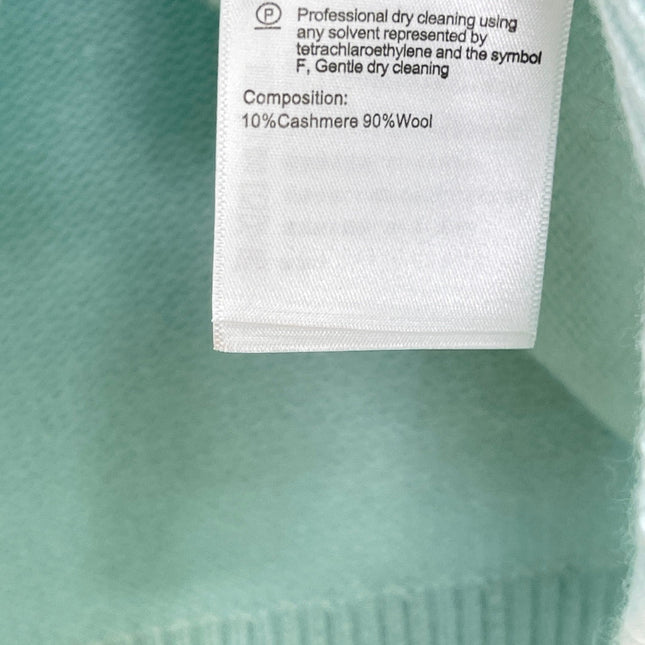 P Professional dry cleaning using
any solvent represented by
tetrachlaroethylene and the symbol
F, Gentle dry cleaning
Composition:
10%Cashmere 90%Wool